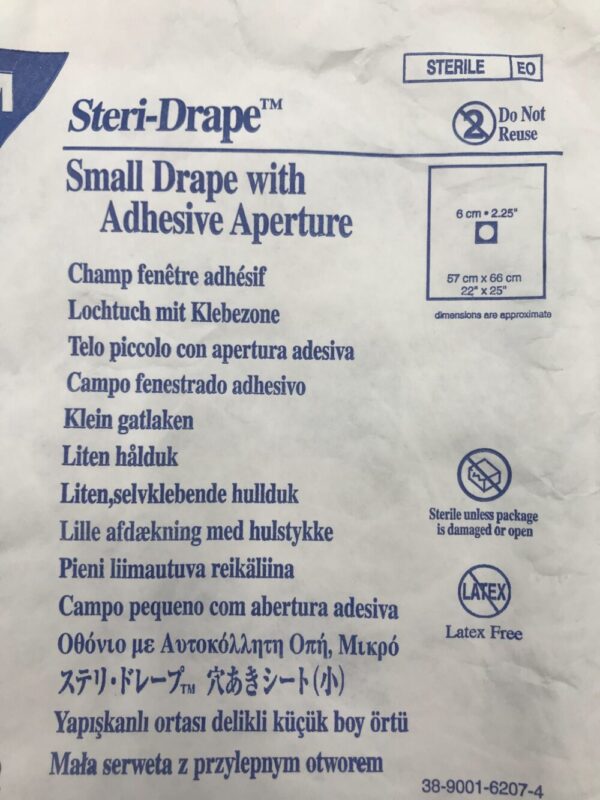 M
STERILE EO
Steri-Drape™
2
Do Not
Reuse
Small Drape with
Adhesive Aperture
6 cm • 2.25"
57 cm x 66 cm
22" x 25"
dimensions are approximate
Champ fenêtre adhésif
Lochtuch mit Klebezone
Telo piccolo con apertura adesiva
Campo fenestrado adhesivo
Klein gatlaken
Liten hålduk
Liten,selvklebende hullduk
Lille afdækning med hulstykke
Pieni liimautuva reikäliina
Campo pequeno com abertura adesiva
Οθόνιο με Αυτοκόλλητη Οπή, Μικρό
ステリ・ドレープ™ 穴あきシート(小)
Yapışkanlı ortası delikli küçük boy örtü
Mała serweta z przylepnym otworem
Sterile unless package
is damaged or open
LATEX
Latex Free
38-9001-6207-4